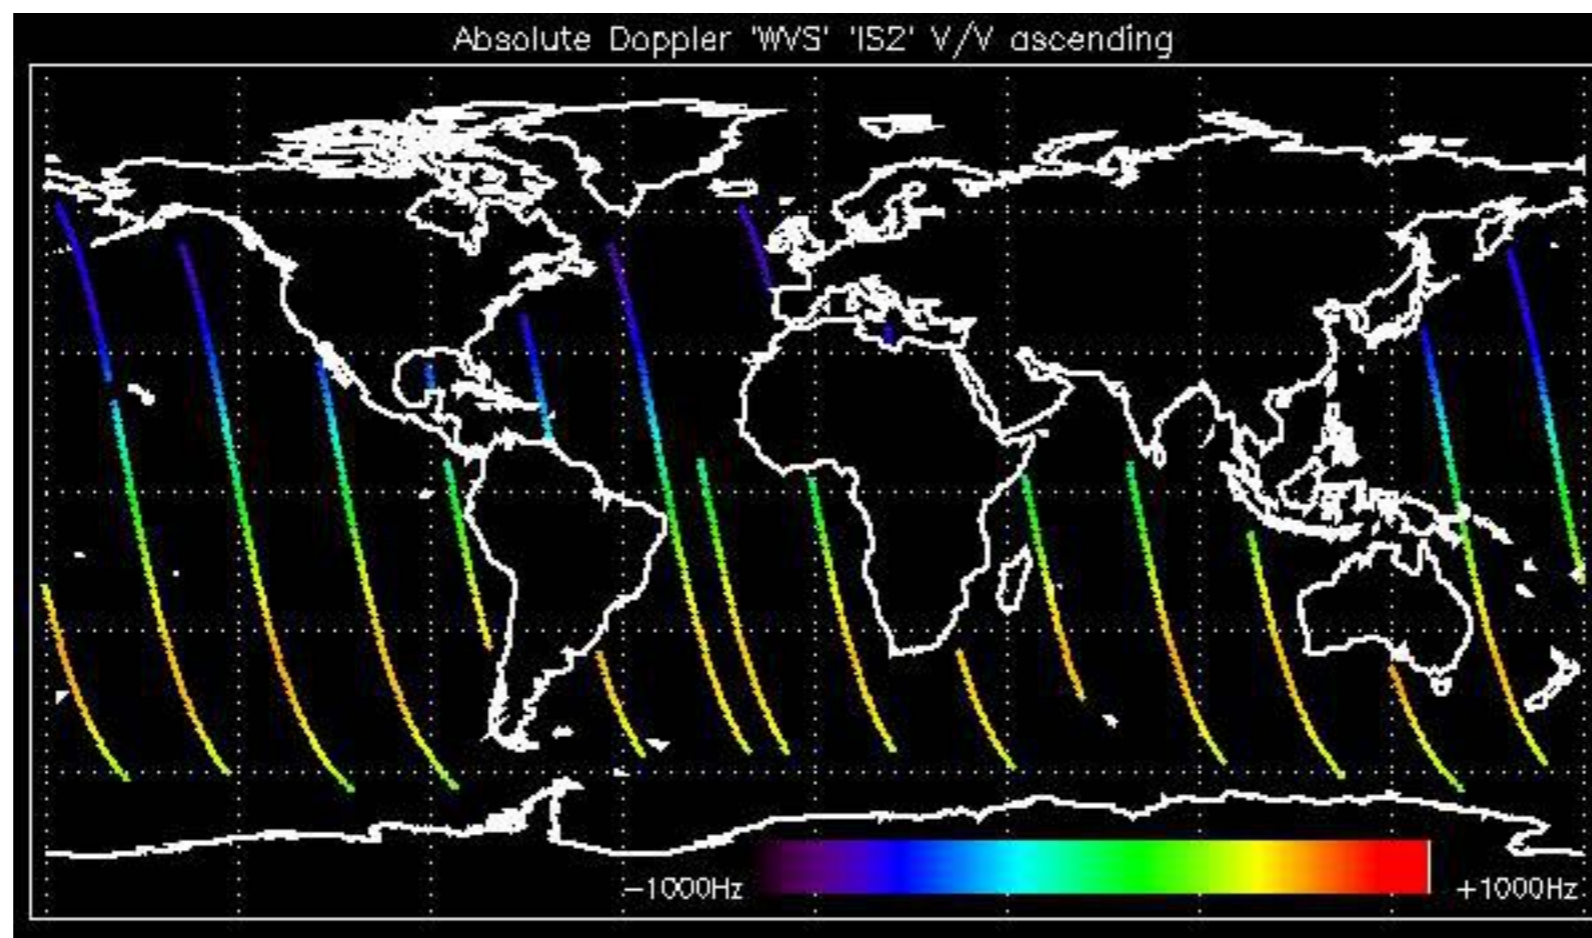 Absolute Doppler 'WVS' 'IS2' V/V ascending
−1000Hz +1000Hz